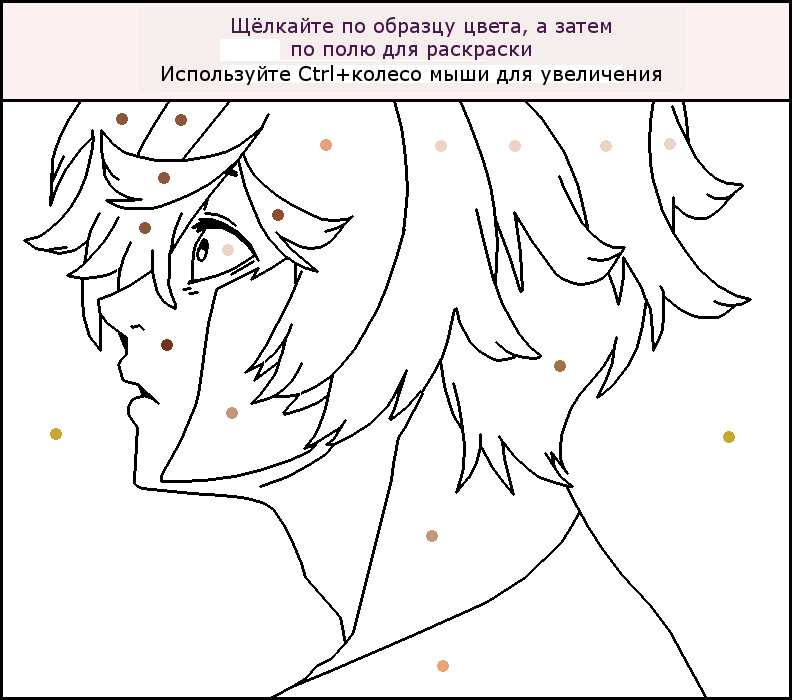 Щёлкайте по образцу цвета, а затем
по полю для раскраски
Используйте Ctrl+колесо мыши для увеличения